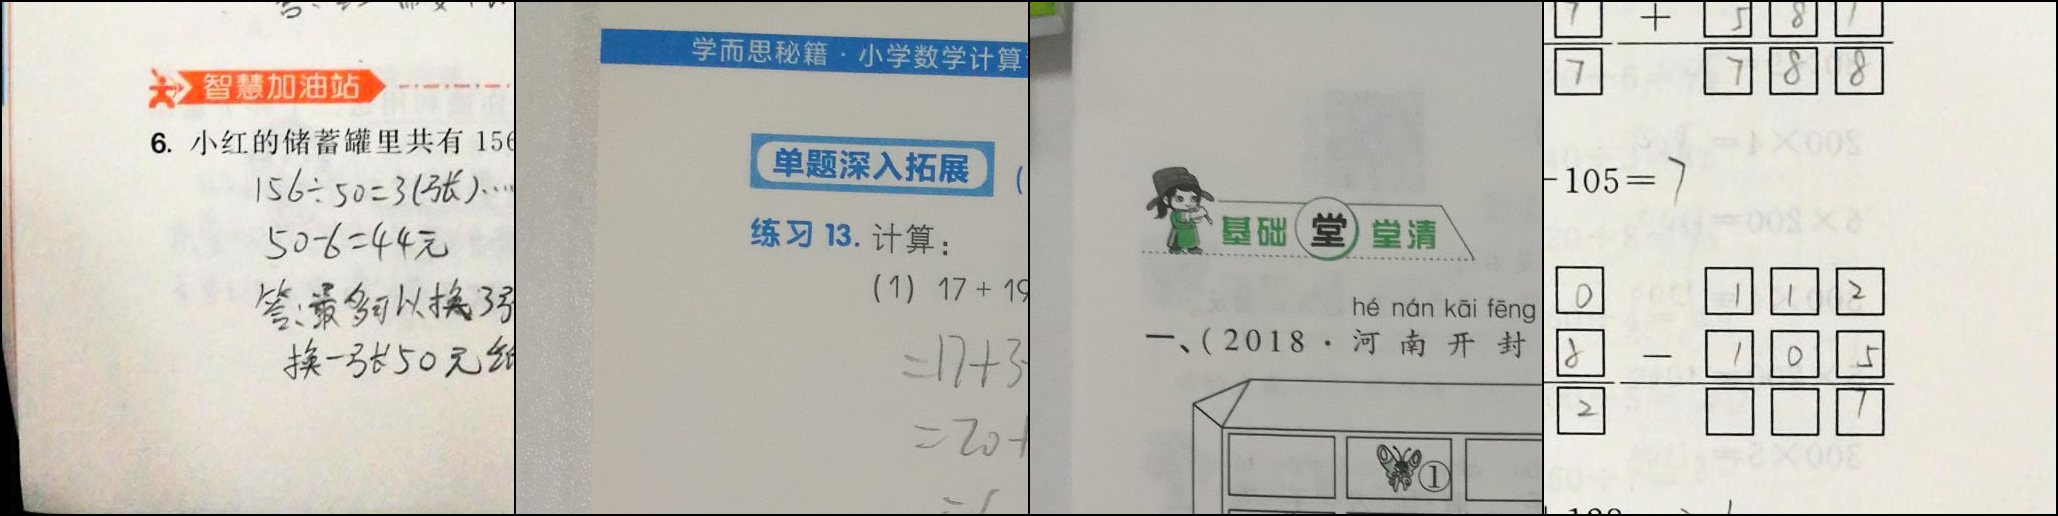 智慧加油站
6. 小红的储蓄罐里共有 156
156÷50=3(张)……
50-6=44元
答:最多可以换3张
换一张50元
学而思秘籍·小学数学计算
单题深入拓展
练习 13. 计算：
(1) 17 + 19
=17+3
=20+
基础堂堂清
hé nán kāi fēng
一、(2018·河南开封
①
7 + 5 8 1
7 7 8 8
-105=7
0 1 1 2
8 - 1 0 5
2 7